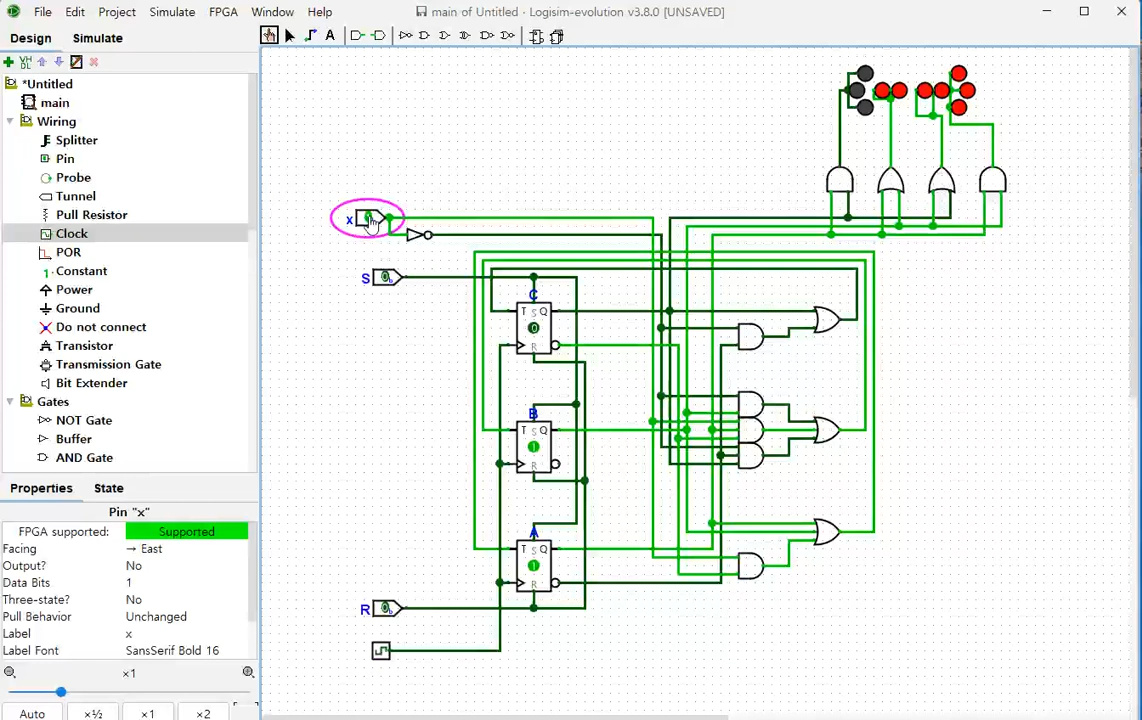 File Edit Project Simulate FPGA Window Help
main of Untitled · Logisim-evolution v3.8.0 [UNSAVED]
Design Simulate
VH
DL
*Untitled
main
Wiring
Splitter
Pin
Probe
Tunnel
Pull Resistor
Clock
POR
Constant
Power
Ground
Do not connect
Transistor
Transmission Gate
Bit Extender
Gates
NOT Gate
Buffer
AND Gate
Properties State
Pin "x"
FPGA supported: Supported
Facing → East
Output? No
Data Bits 1
Three-state? No
Pull Behavior Unchanged
Label x
Label Font SansSerif Bold 16
×1
Auto ×½ ×1 ×2
A
x
S
C
T S Q
0
R
B
T S Q
1
R
A
T S Q
1
R
R